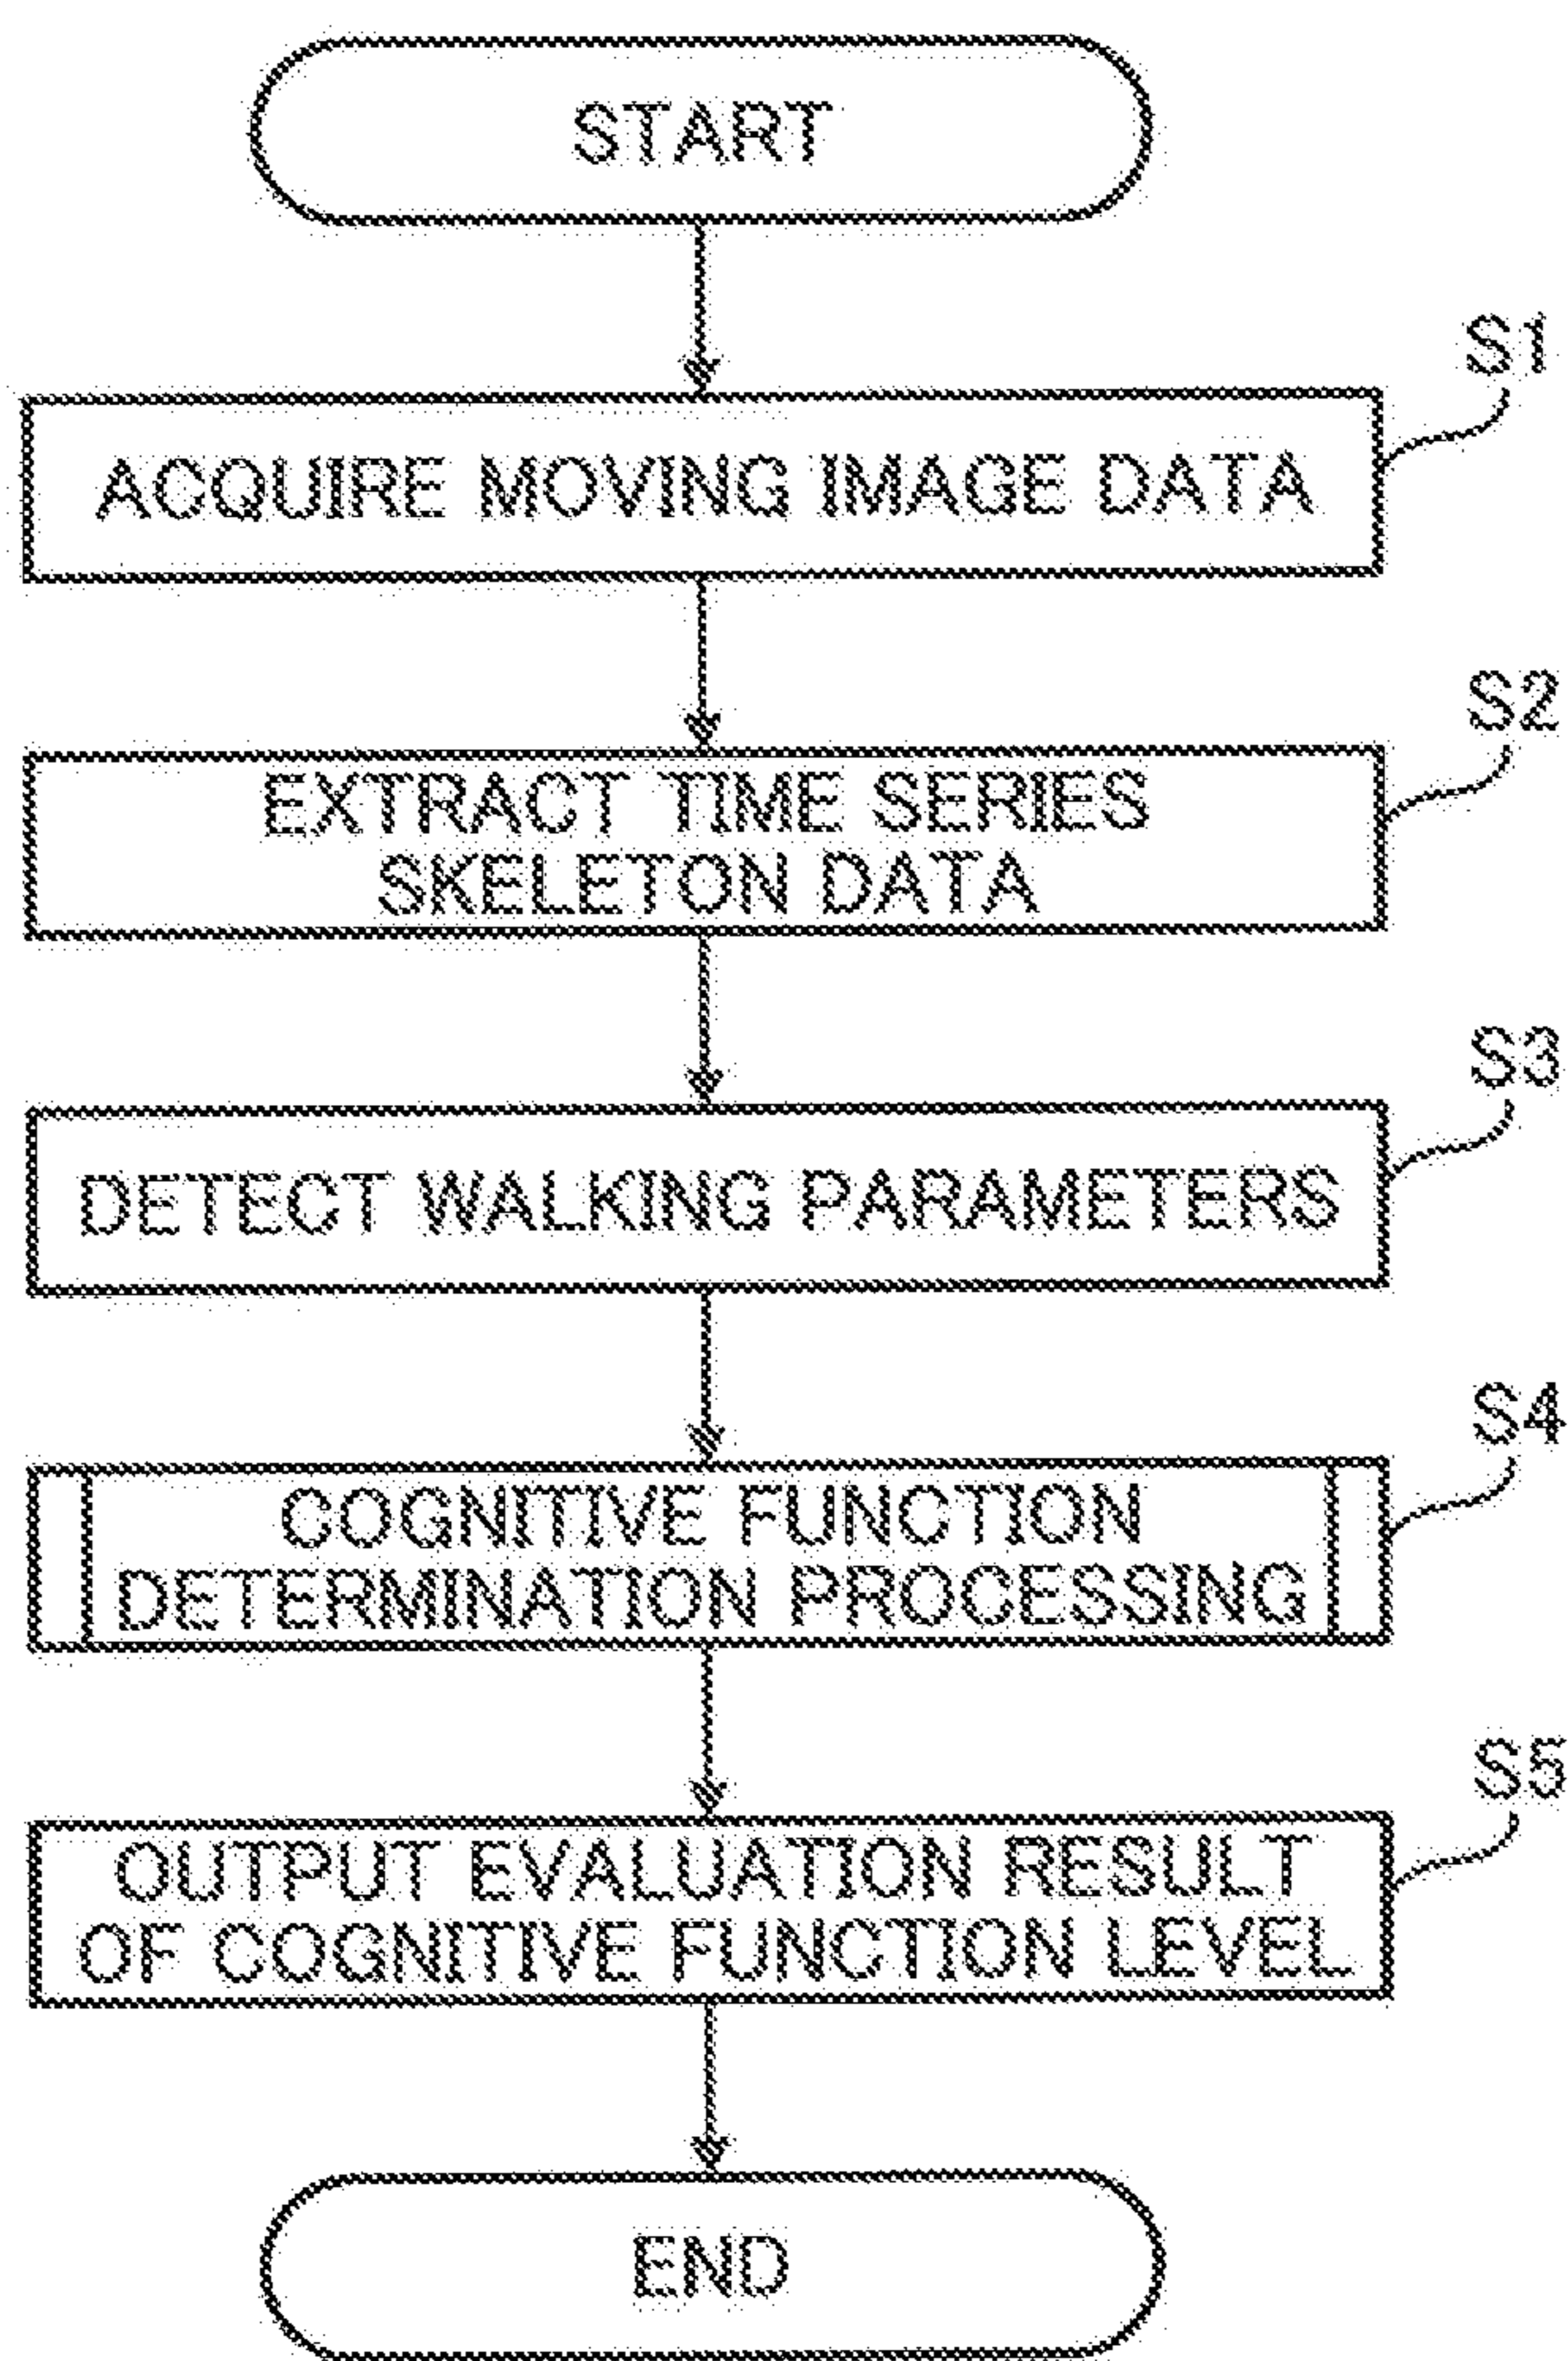 START
S1
ACQUIRE MOVING IMAGE DATA
S2
EXTRACT TIME SERIES
SKELETON DATA
S3
DETECT WALKING PARAMETERS
S4
COGNITIVE FUNCTION
DETERMINATION PROCESSING
S5
OUTPUT EVALUATION RESULT
OF COGNITIVE FUNCTION LEVEL
END